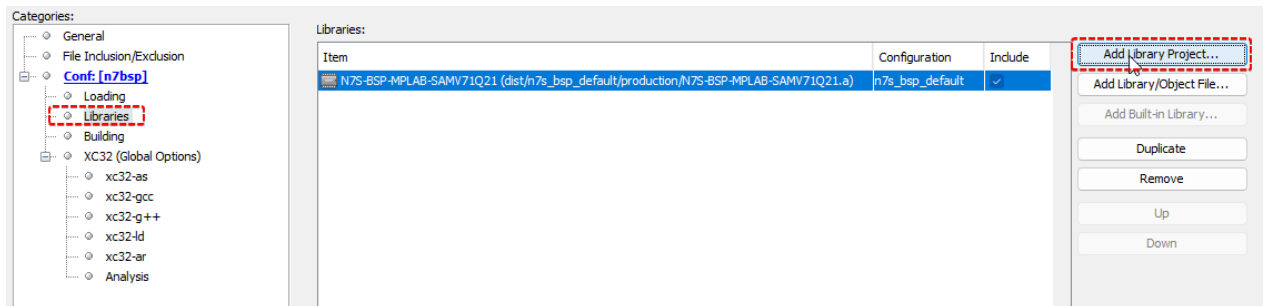 Categories:
General
File Inclusion/Exclusion
Conf: [n7bsp]
Loading
Libraries
Building
XC32 (Global Options)
xc32-as
xc32-gcc
xc32-g++
xc32-ld
xc32-ar
Analysis
Libraries:
Item Configuration Include
N7S-BSP-MPLAB-SAMV71Q21 (dist/n7s_bsp_default/production/N7S-BSP-MPLAB-SAMV71Q21.a) n7s_bsp_default
Add Library Project...
Add Library/Object File...
Add Built-in Library...
Duplicate
Remove
Up
Down